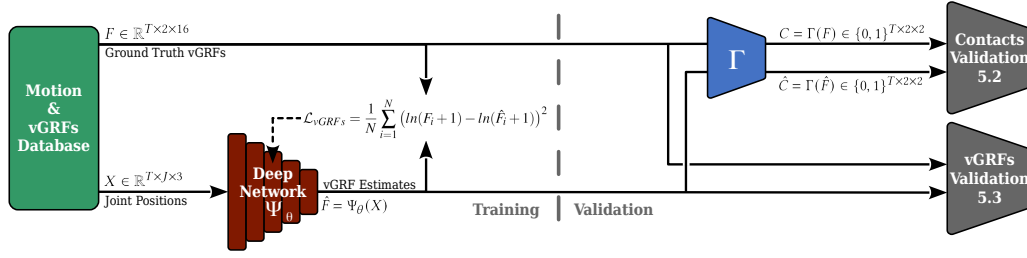 F ∈ ℝ^{T×2×16}
Ground Truth vGRFs
Motion
&
vGRFs
Database
X ∈ ℝ^{T×J×3}
Joint Positions
Deep
Network
Ψ_θ
vGRF Estimates
F̂ = Ψ_θ(X)
ℒ_{vGRFs} = \frac{1}{N} \sum_{i=1}^{N} (ln(F_i + 1) − ln(F̂_i + 1))^2
Training
Validation
Γ
C = Γ(F) ∈ {0, 1}^{T×2×2}
Ĉ = Γ(F̂) ∈ {0, 1}^{T×2×2}
Contacts
Validation
5.2
vGRFs
Validation
5.3